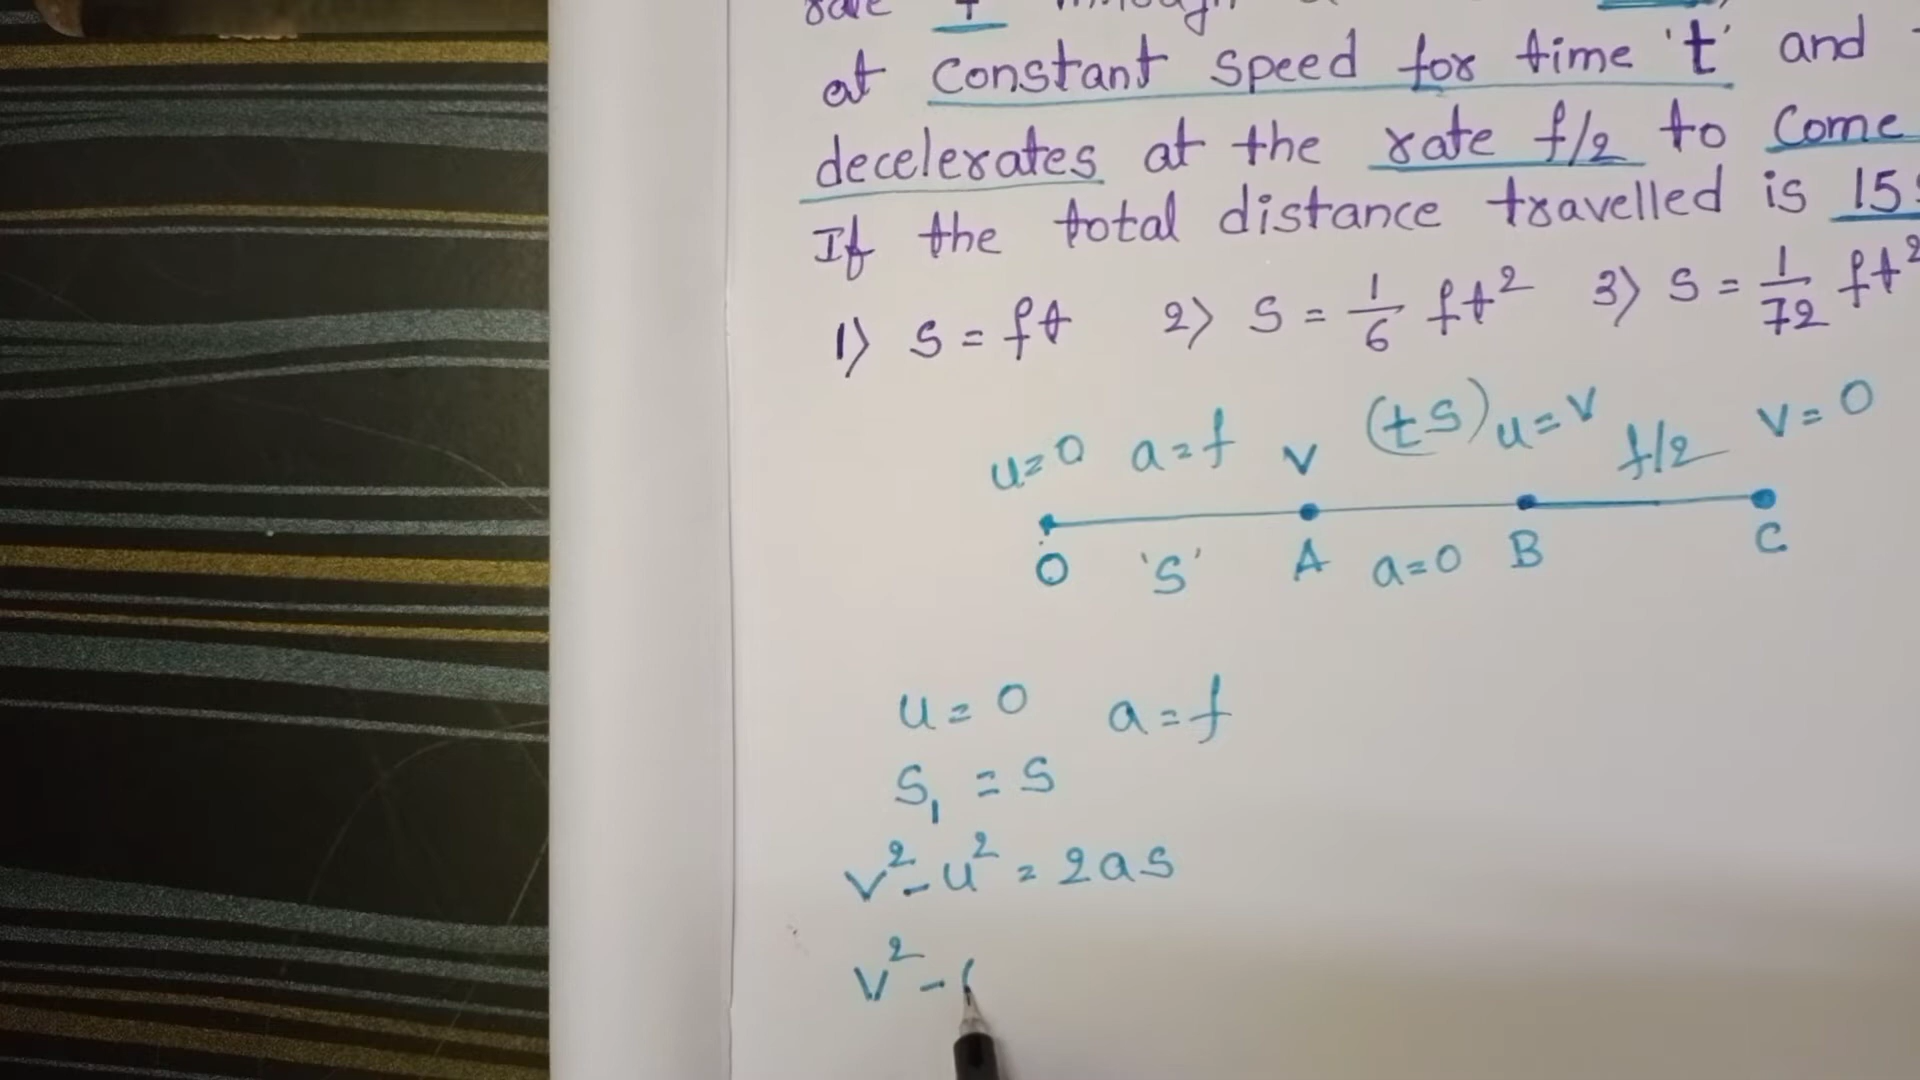 at constant speed for time 't' and
decelerates at the rate f/2 to come
If the total distance travelled is 15
1) S = ft 2) S = 1/6 ft² 3) S = 1/72 ft²
u=0 a=f v (ts) u=v f/2 v=0
O 'S' A a=0 B C
u=0 a=f
S₁ = S
v²-u² = 2as
v² -